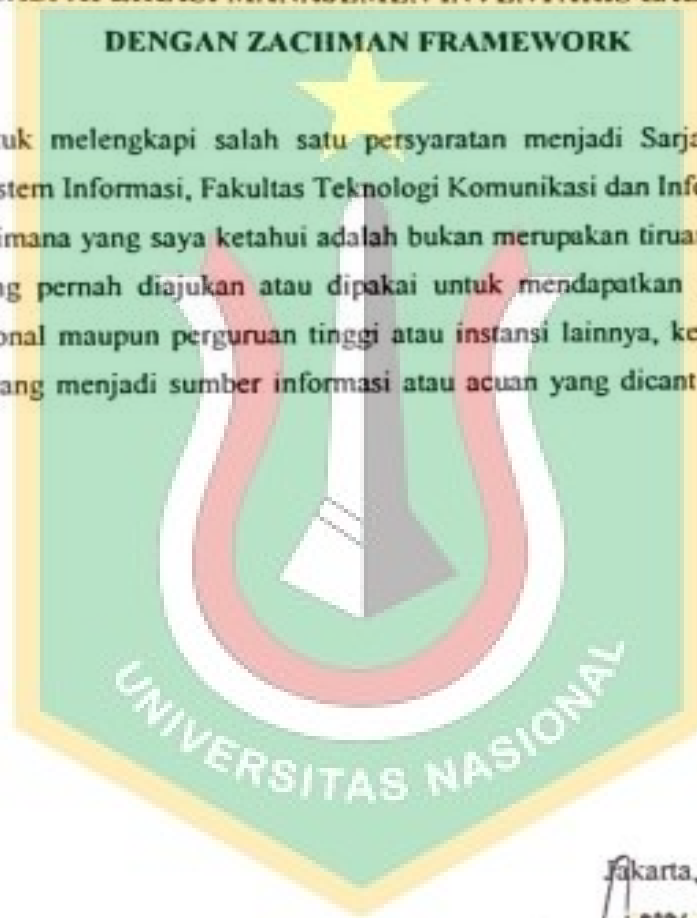 DENGAN ZACHMAN FRAMEWORK
melengkapi salah satu persyaratan menjadi
Informasi, Fakultas Teknologi Komunikasi dan
yang saya ketahui adalah bukan merupakan
pernah diajukan atau dipakai untuk mendapatkan
maupun perguruan tinggi atau instansi lainnya,
menjadi sumber informasi atau acuan yang
UNIVERSITAS NASIONAL
Jakarta,